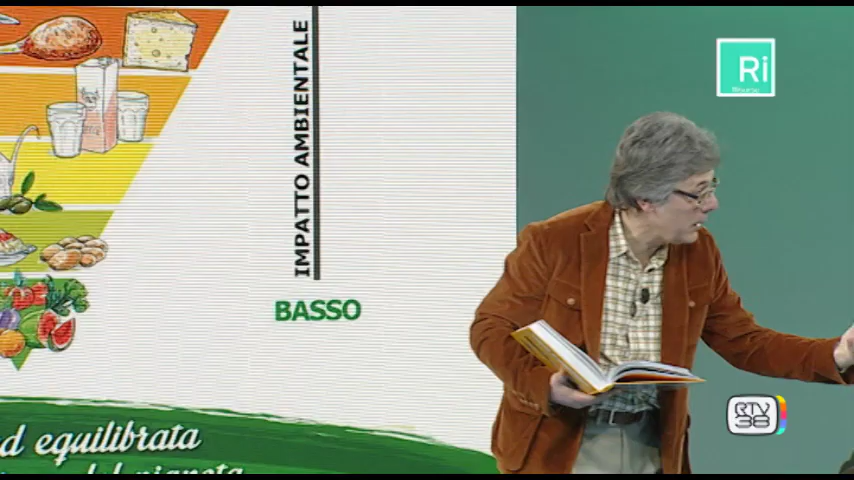 IMPATTO AMBIENTALE
Ri
BASSO
RTV
38
d equilibrata